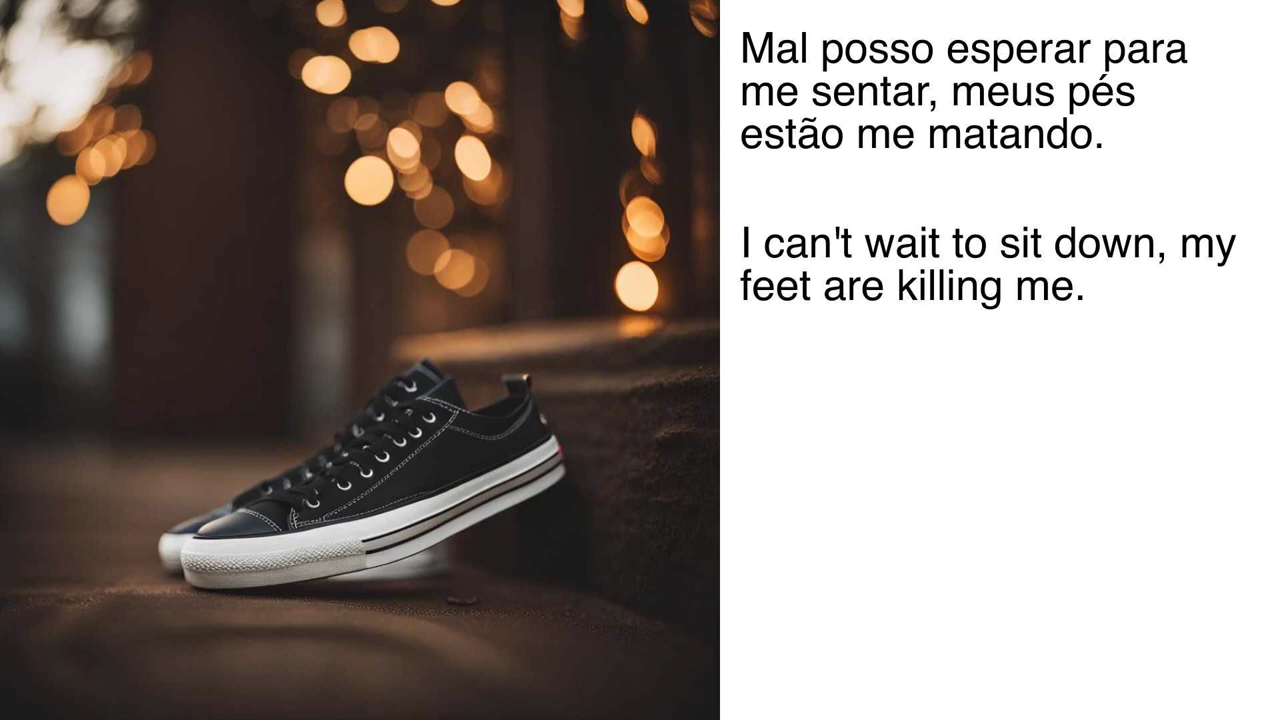 Mal posso esperar para
me sentar, meus pés
estão me matando.
I can't wait to sit down, my
feet are killing me.